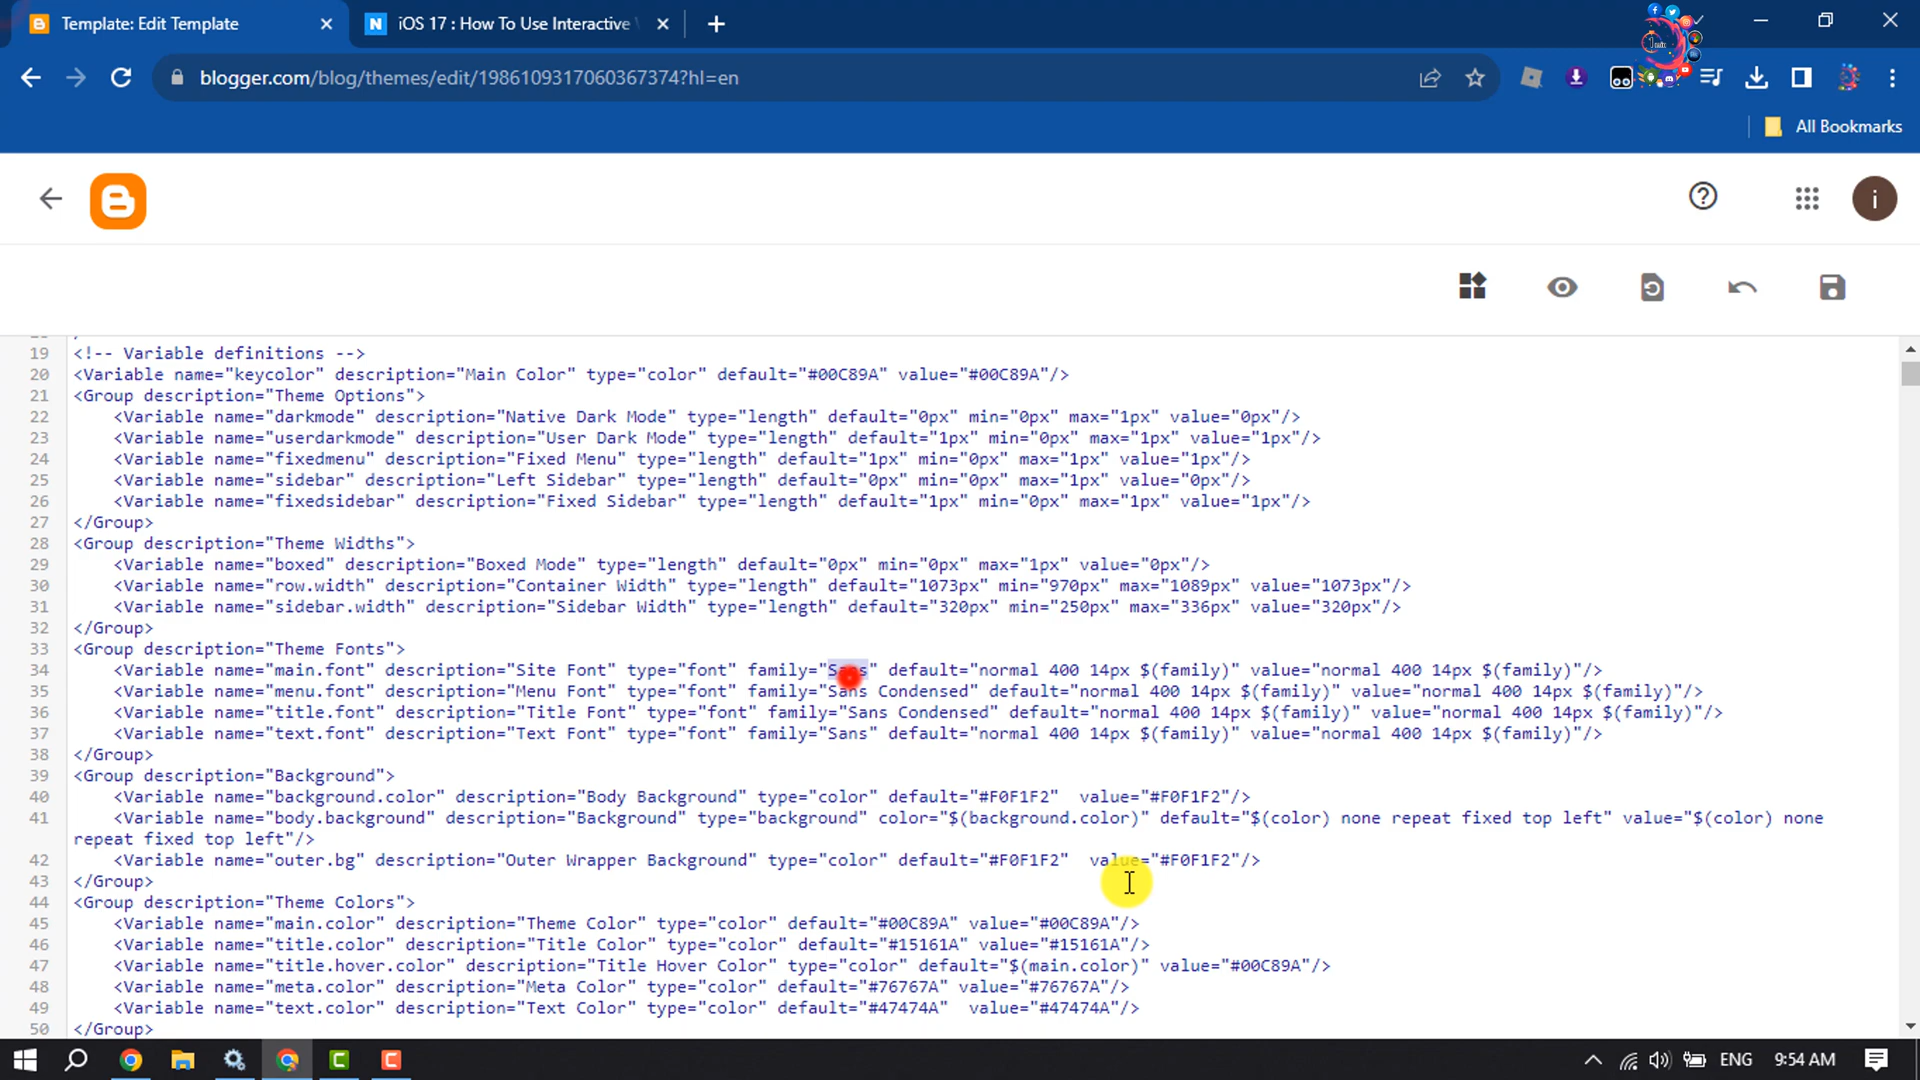 Template: Edit Template
iOS 17 : How To Use Interactive
blogger.com/blog/themes/edit/1986109317060367374?hl=en
All Bookmarks
i
19 <!-- Variable definitions -->
20 <Variable name="keycolor" description="Main Color" type="color" default="#00C89A" value="#00C89A"/>
21 <Group description="Theme Options">
22 <Variable name="darkmode" description="Native Dark Mode" type="length" default="0px" min="0px" max="1px" value="0px"/>
23 <Variable name="userdarkmode" description="User Dark Mode" type="length" default="1px" min="0px" max="1px" value="1px"/>
24 <Variable name="fixedmenu" description="Fixed Menu" type="length" default="1px" min="0px" max="1px" value="1px"/>
25 <Variable name="sidebar" description="Left Sidebar" type="length" default="0px" min="0px" max="1px" value="0px"/>
26 <Variable name="fixedsidebar" description="Fixed Sidebar" type="length" default="1px" min="0px" max="1px" value="1px"/>
27 </Group>
28 <Group description="Theme Widths">
29 <Variable name="boxed" description="Boxed Mode" type="length" default="0px" min="0px" max="1px" value="0px"/>
30 <Variable name="row.width" description="Container Width" type="length" default="1073px" min="970px" max="1089px" value="1073px"/>
31 <Variable name="sidebar.width" description="Sidebar Width" type="length" default="320px" min="250px" max="336px" value="320px"/>
32 </Group>
33 <Group description="Theme Fonts">
34 <Variable name="main.font" description="Site Font" type="font" family="Sans" default="normal 400 14px $(family)" value="normal 400 14px $(family)"/>
35 <Variable name="menu.font" description="Menu Font" type="font" family="Sans Condensed" default="normal 400 14px $(family)" value="normal 400 14px $(family)"/>
36 <Variable name="title.font" description="Title Font" type="font" family="Sans Condensed" default="normal 400 14px $(family)" value="normal 400 14px $(family)"/>
37 <Variable name="text.font" description="Text Font" type="font" family="Sans" default="normal 400 14px $(family)" value="normal 400 14px $(family)"/>
38 </Group>
39 <Group description="Background">
40 <Variable name="background.color" description="Body Background" type="color" default="#F0F1F2"  value="#F0F1F2"/>
41 <Variable name="body.background" description="Background" type="background" color="$(background.color)" default="$(color) none repeat fixed top left" value="$(color) none
repeat fixed top left"/>
42 <Variable name="outer.bg" description="Outer Wrapper Background" type="color" default="#F0F1F2"  value="#F0F1F2"/>
43 </Group>
44 <Group description="Theme Colors">
45 <Variable name="main.color" description="Theme Color" type="color" default="#00C89A" value="#00C89A"/>
46 <Variable name="title.color" description="Title Color" type="color" default="#15161A" value="#15161A"/>
47 <Variable name="title.hover.color" description="Title Hover Color" type="color" default="$(main.color)" value="#00C89A"/>
48 <Variable name="meta.color" description="Meta Color" type="color" default="#76767A" value="#76767A"/>
49 <Variable name="text.color" description="Text Color" type="color" default="#47474A"  value="#47474A"/>
50 </Group>
ENG
9:54 AM